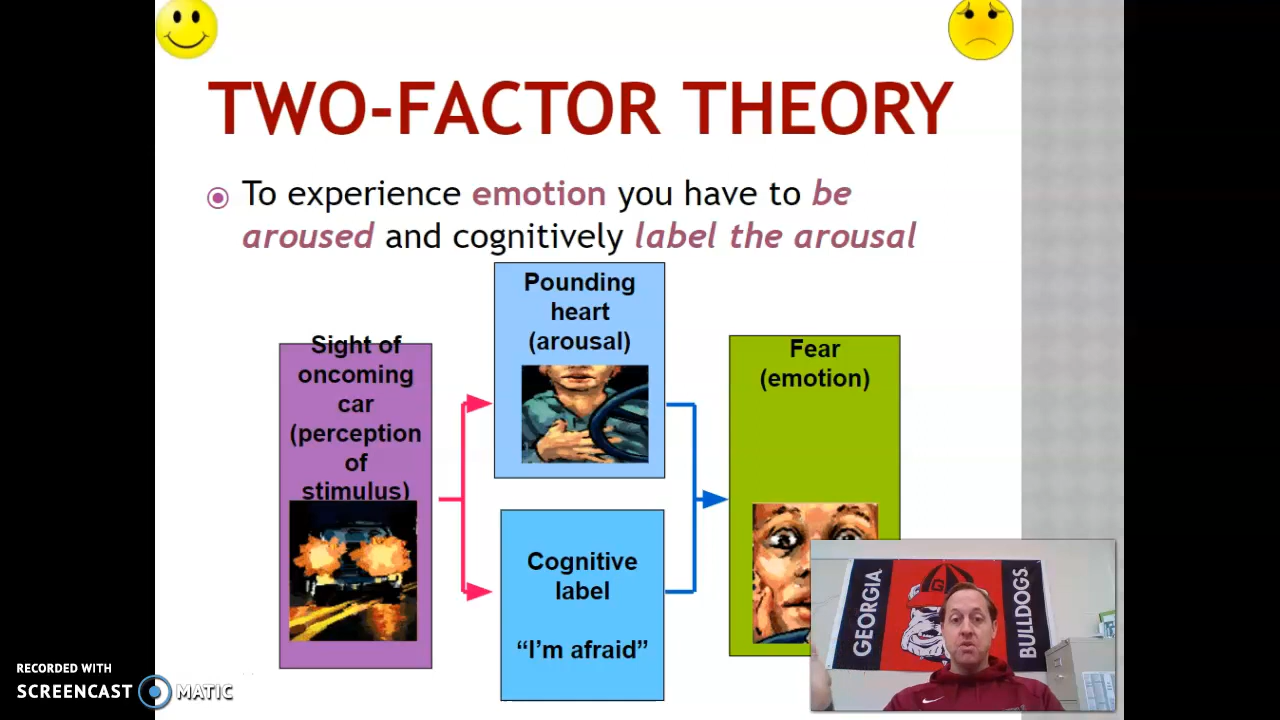 TWO-FACTOR THEORY
To experience emotion you have to be
aroused and cognitively label the arousal
Sight of
oncoming
car
(perception
of
stimulus)
Pounding
heart
(arousal)
Cognitive
label
“I’m afraid”
Fear
(emotion)
GEORGIA
G
BULLDOGS
RECORDED WITH
SCREENCAST MATIC